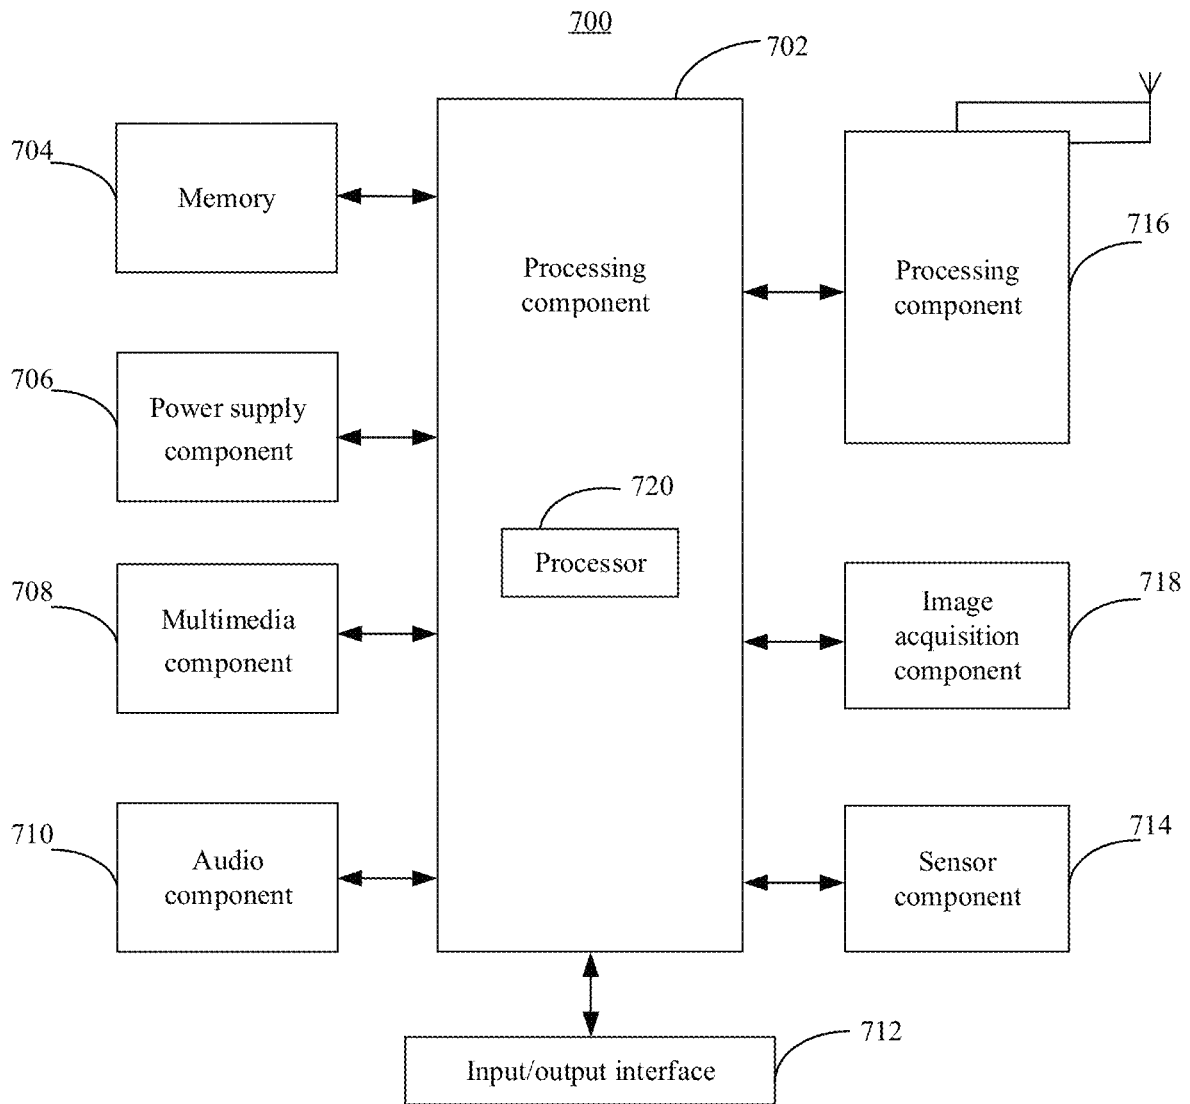 700
702
704
Memory
Processing
component
716
Processing
component
706
Power supply
component
720
Processor
708
Multimedia
component
718
Image
acquisition
component
710
Audio
component
714
Sensor
component
712
Input/output interface